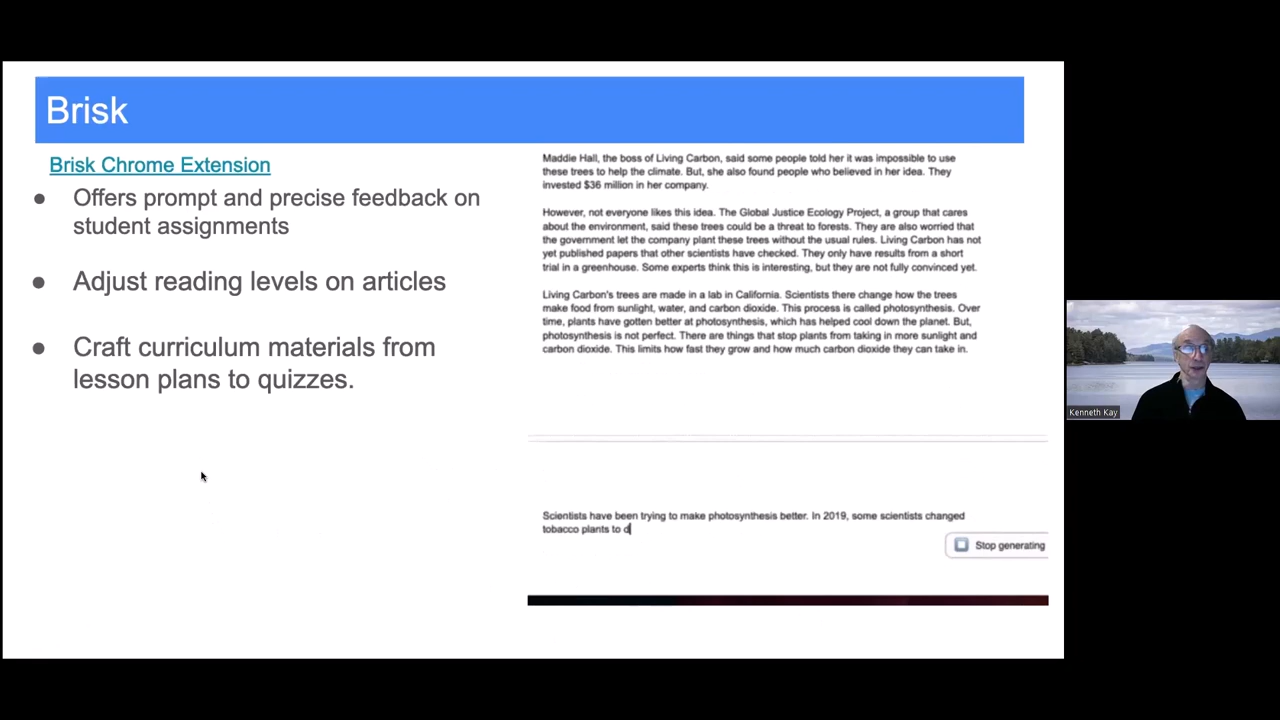 Brisk
Brisk Chrome Extension
● Offers prompt and precise feedback on
student assignments
● Adjust reading levels on articles
● Craft curriculum materials from
lesson plans to quizzes.
Maddie Hall, the boss of Living Carbon, said some people told her it was impossible to use
these trees to help the climate. But, she also found people who believed in her idea. They
invested $36 million in her company.
However, not everyone likes this idea. The Global Justice Ecology Project, a group that cares
about the environment, said these trees could be a threat to forests. They are also worried that
the government let the company plant these trees without the usual rules. Living Carbon has not
yet published papers that other scientists have checked. They only have results from a short
trial in a greenhouse. Some experts think this is interesting, but they are not fully convinced yet.
Living Carbon's trees are made in a lab in California. Scientists there change how the trees
make food from sunlight, water, and carbon dioxide. This process is called photosynthesis. Over
time, plants have gotten better at photosynthesis, which has helped cool down the planet. But,
photosynthesis is not perfect. There are things that stop plants from taking in more sunlight and
carbon dioxide. This limits how fast they grow and how much carbon dioxide they can take in.
Scientists have been trying to make photosynthesis better. In 2019, some scientists changed
tobacco plants to d
Stop generating
Kenneth Kay